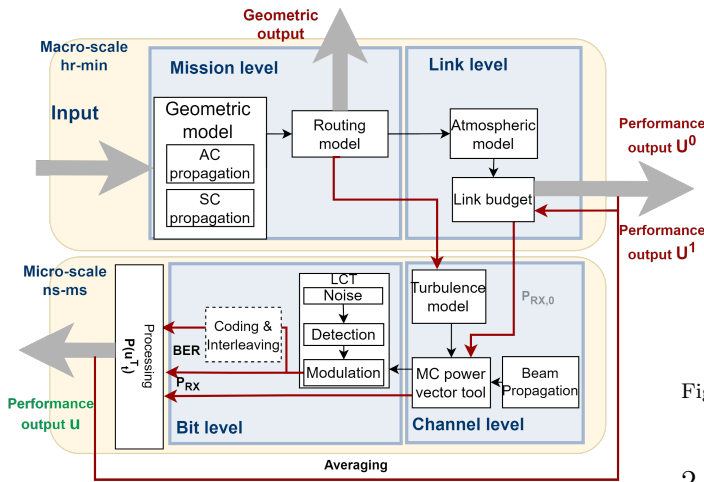 Geometric
output
Macro-scale
hr-min
Mission level
Link level
Input
Geometric
model
AC
propagation
SC
propagation
Routing
model
Atmospheric
model
Link budget
Performance
output U⁰
Performance
output U¹
Micro-scale
ns-ms
LCT
Noise
Detection
Modulation
Coding &
Interleaving
BER
P_RX
Processing
P(uᵀ,t)
Turbulence
model
P_RX,0
MC power
vector tool
Beam
Propagation
Performance
output u
Bit level
Channel level
Averaging
Fig
2